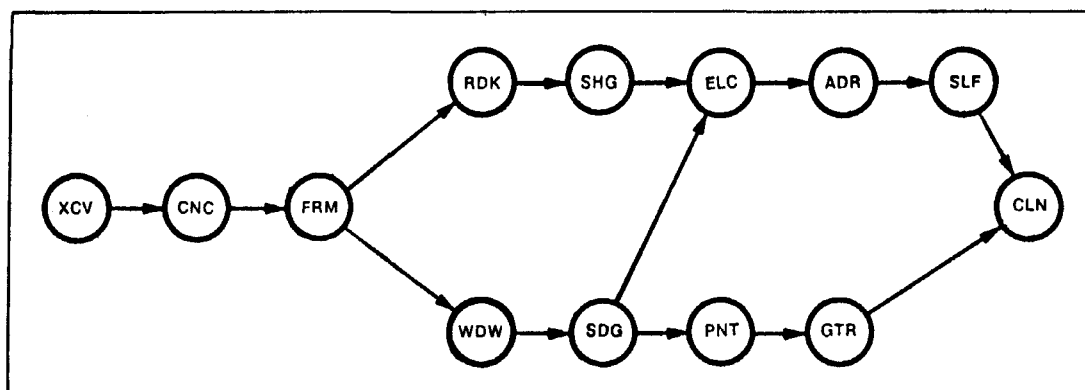 RDK
SHG
ELC
ADR
SLF
XCV
CNC
FRM
CLN
WDW
SDG
PNT
GTR